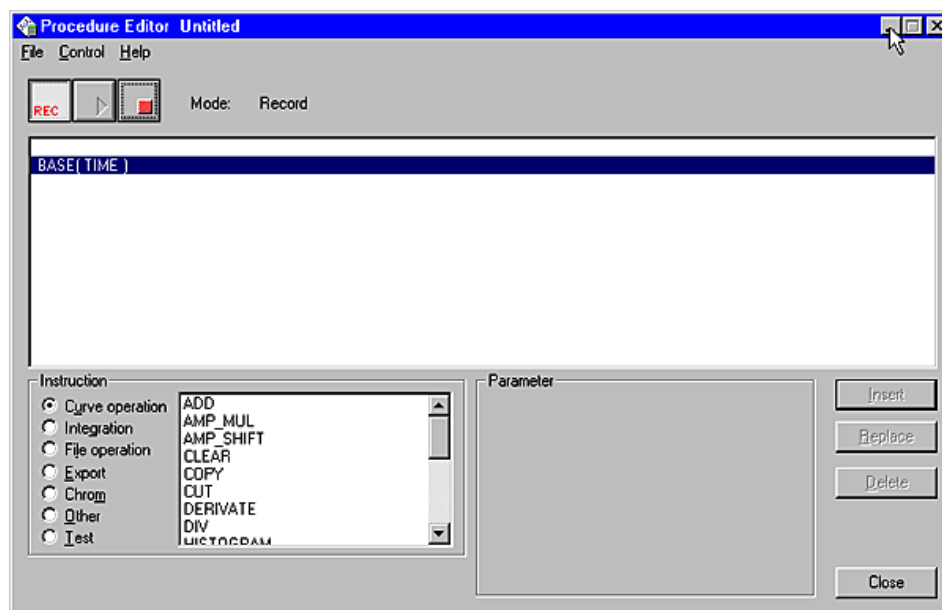 Procedure Editor Untitled
File Control Help
REC
Mode: Record
BASE( TIME )
Instruction
Curve operation
Integration
File operation
Export
Chrom
Other
Test
ADD
AMP_MUL
AMP_SHIFT
CLEAR
COPY
CUT
DERIVATE
DIV
HISTOGRAM
Parameter
Insert
Replace
Delete
Close